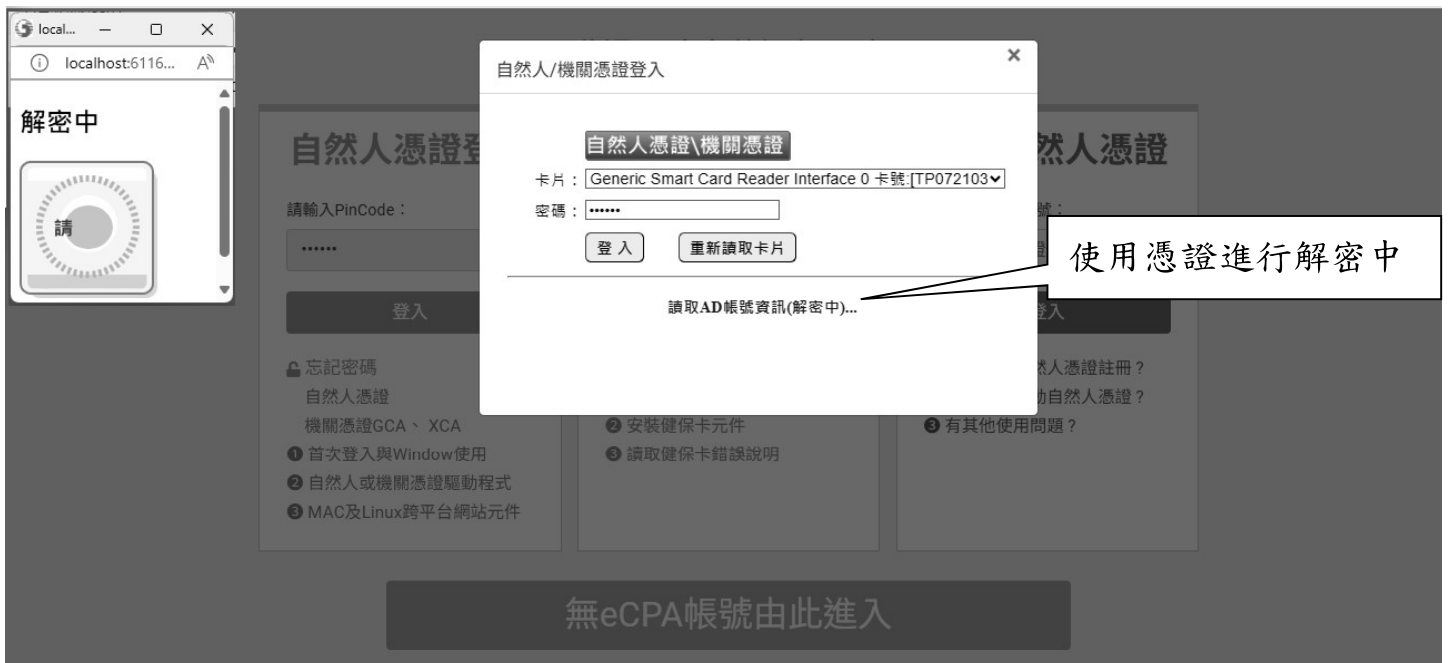 local...
localhost:6116...
解密中
請
自然人/機關憑證登入
自然人憑證\機關憑證
卡片：
Generic Smart Card Reader Interface 0 卡號:[TP072103
密碼：
••••••
登 入
重新讀取卡片
讀取AD帳號資訊(解密中)...
使用憑證進行解密中
自然人憑證
請輸入PinCode：
••••••
登入
忘記密碼
自然人憑證
機關憑證GCA、 XCA
❶ 首次登入與Window使用
❷ 自然人或機關憑證驅動程式
❸ MAC及Linux跨平台網站元件
❷ 安裝健保卡元件
❸ 讀取健保卡錯誤說明
然人憑證
號：
登入
然人憑證註冊？
動自然人憑證？
❸ 有其他使用問題？
無eCPA帳號由此進入